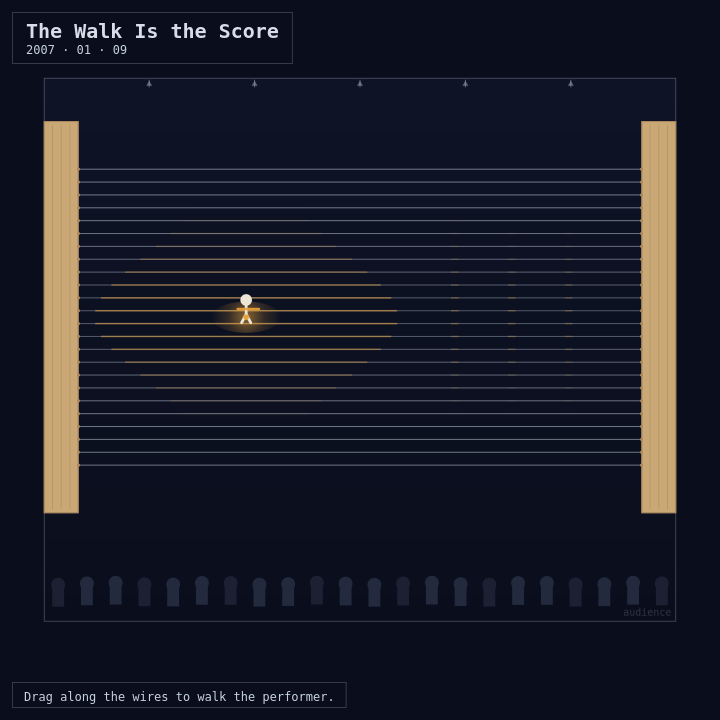 The Walk Is the Score
2007 · 01 · 09
audience
Drag along the wires to walk the performer.